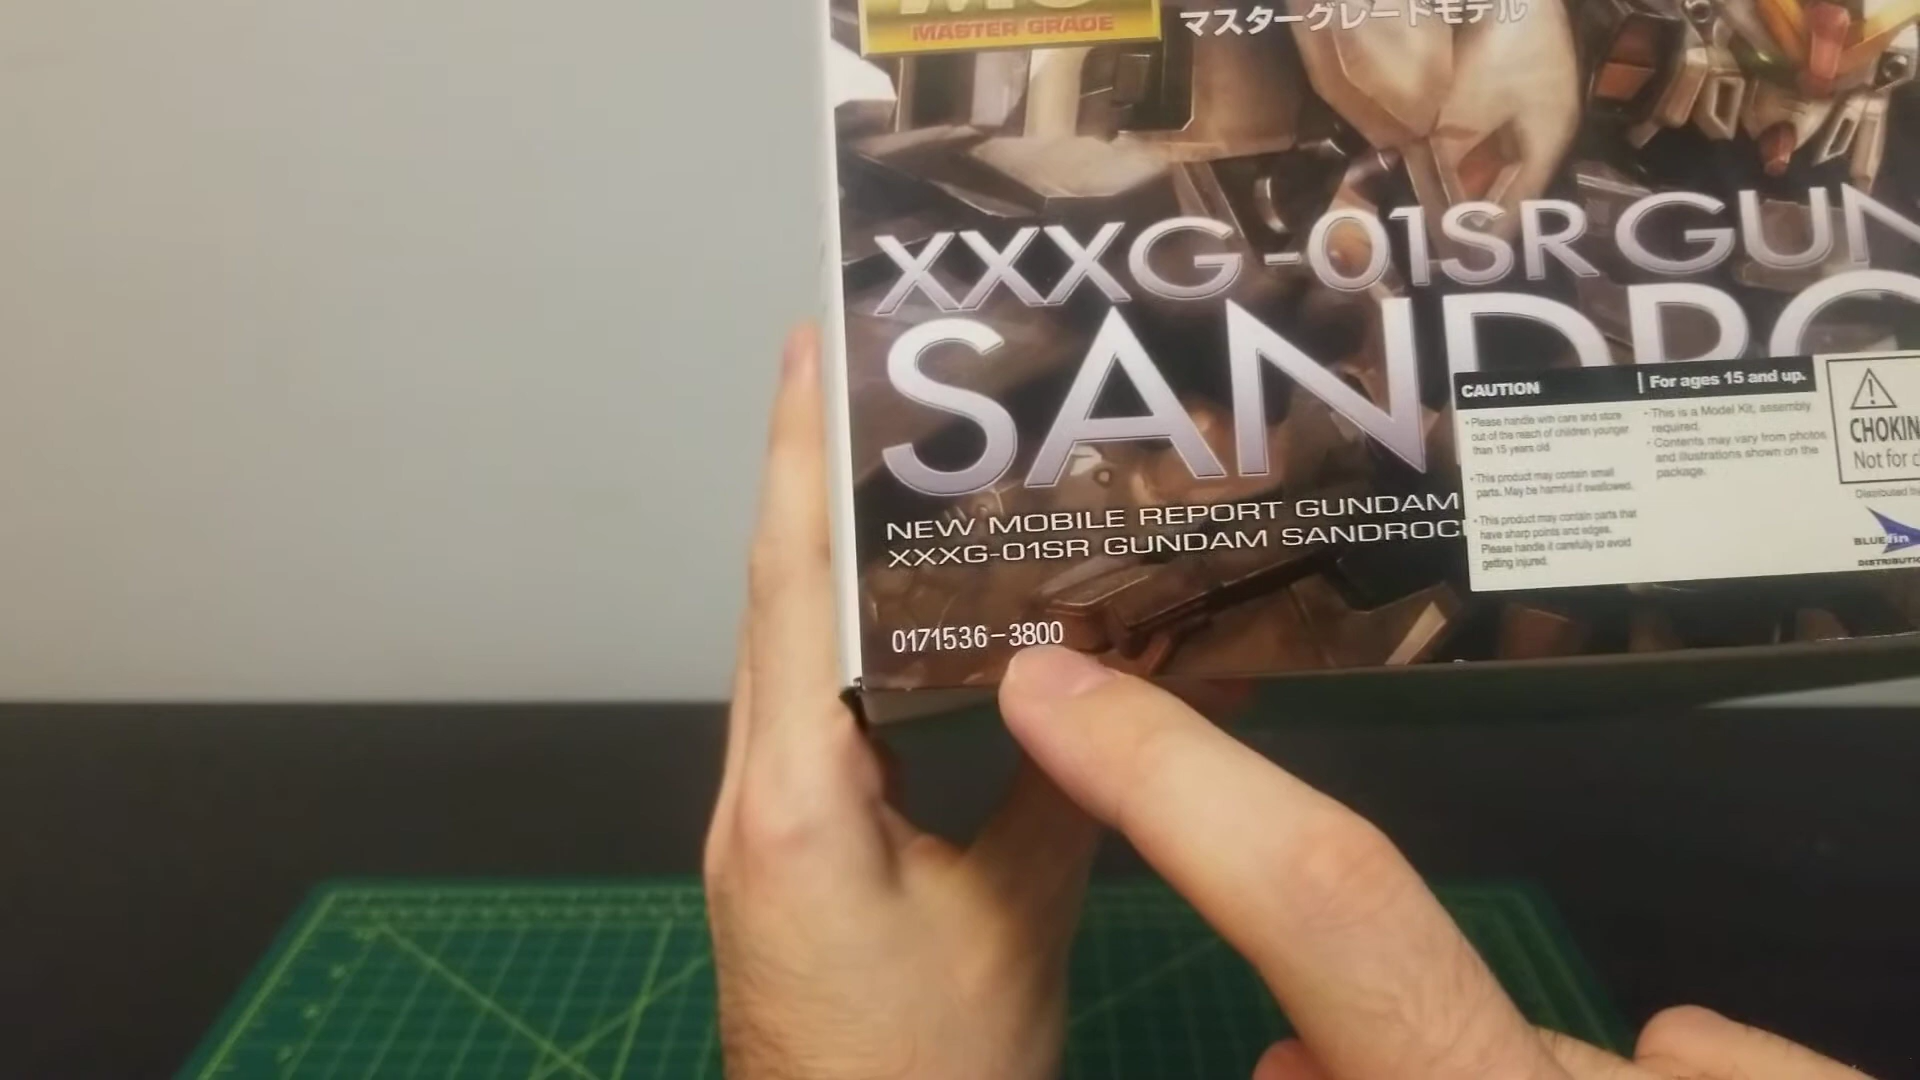 MASTER GRADE
マスターグレードモデル
XXXG-01SR GUN
SANDRO
NEW MOBILE REPORT GUNDAM
XXXG-01SR GUNDAM SANDROC
0171536-3800
CAUTION
For ages 15 and up.
・Please handle with care and store
out of the reach of children younger
than 15 years old.
・This product may contain small
parts. May be harmful if swallowed.
・This product may contain parts that
have sharp points and edges.
Please handle it carefully to avoid
getting injured.
・This is a Model Kit, assembly
required.
・Contents may vary from photos
and illustrations shown on the
package.
CHOKIN
Not for c
Distributed
BLUEfin
DISTRIBUTI